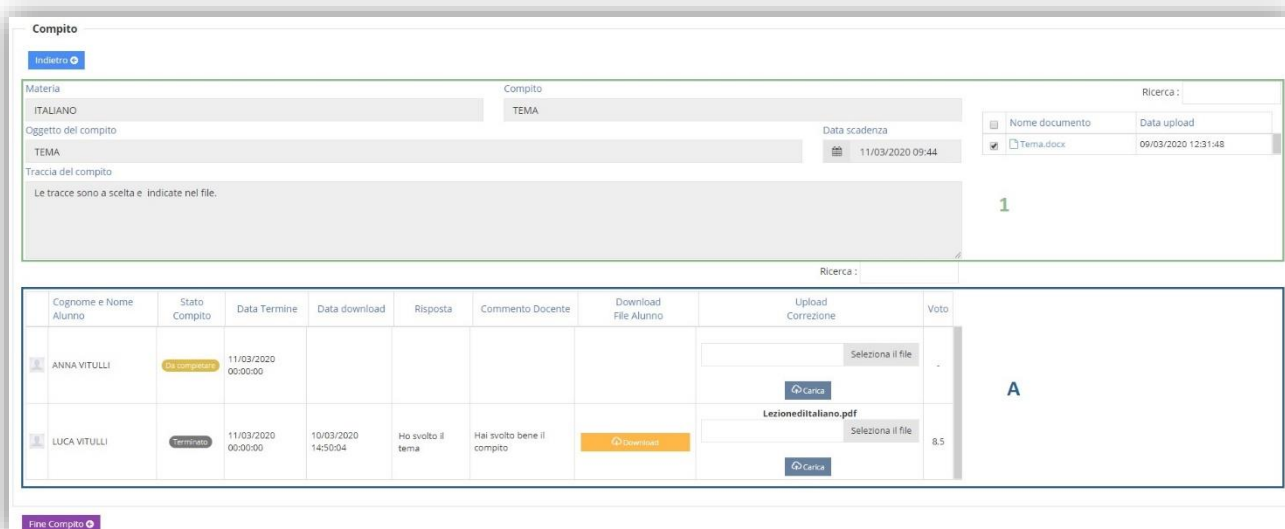 Compito
Indietro
Materia
Compito
Ricerca :
ITALIANO
TEMA
Nome documento
Data upload
Oggetto del compito
Data scadenza
Tema.docx
09/03/2020 12:31:48
TEMA
11/03/2020 09:44
Traccia del compito
Le tracce sono a scelta e indicate nel file.
1
Ricerca :
Cognome e Nome
Alunno
Stato
Compito
Data Termine
Data download
Risposta
Commento Docente
Download
File Alunno
Upload
Correzione
Voto
ANNA VITULLI
Da completare
11/03/2020
00:00:00
Seleziona il file
-
Carica
A
LUCA VITULLI
Terminato
11/03/2020
00:00:00
10/03/2020
14:50:04
Ho svolto il
tema
Hai svolto bene il
compito
Download
LezionediItaliano.pdf
Seleziona il file
Carica
8.5
Fine Compito